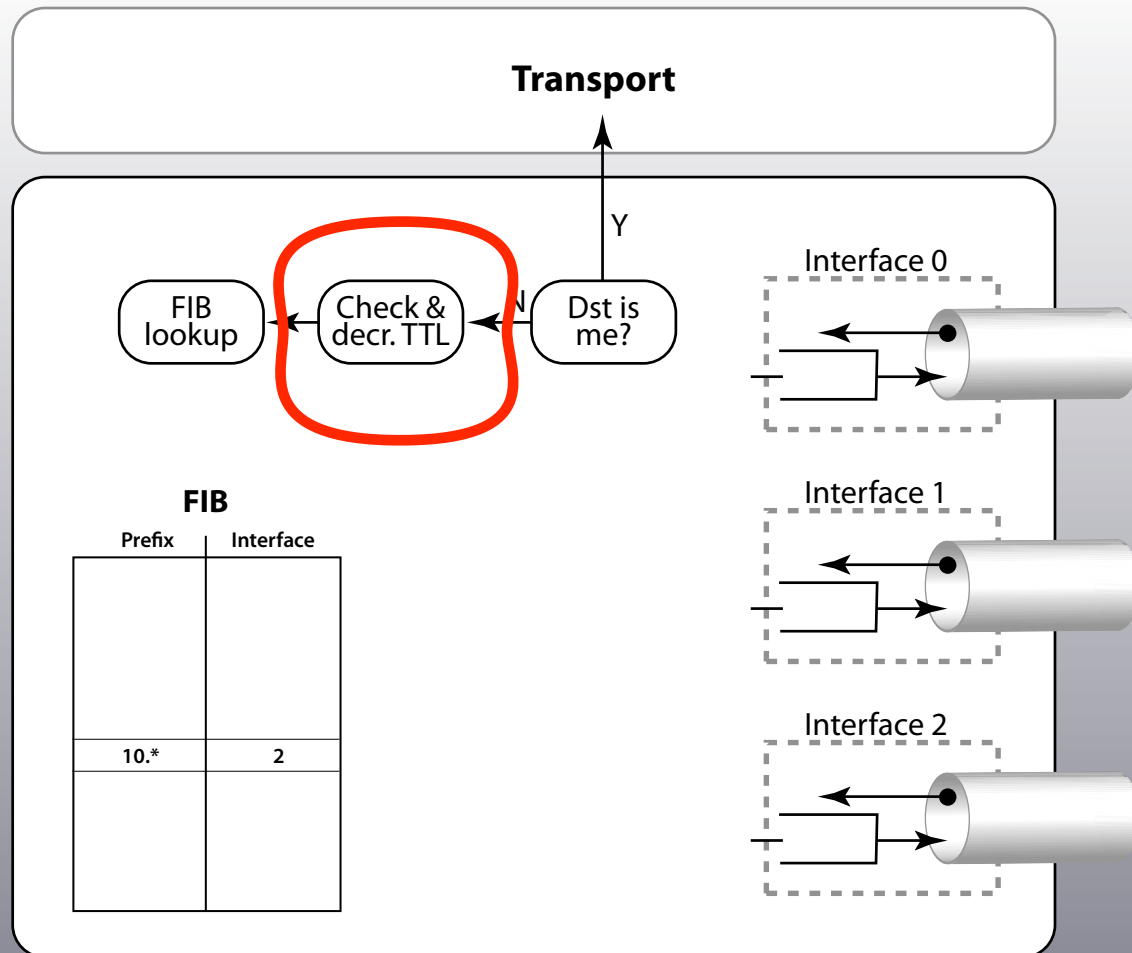 Transport
Y
Interface 0
FIB
lookup
Check &
decr. TTL
N
Dst is
me?
FIB
Prefix
Interface
10.*
2
Interface 1
Interface 2